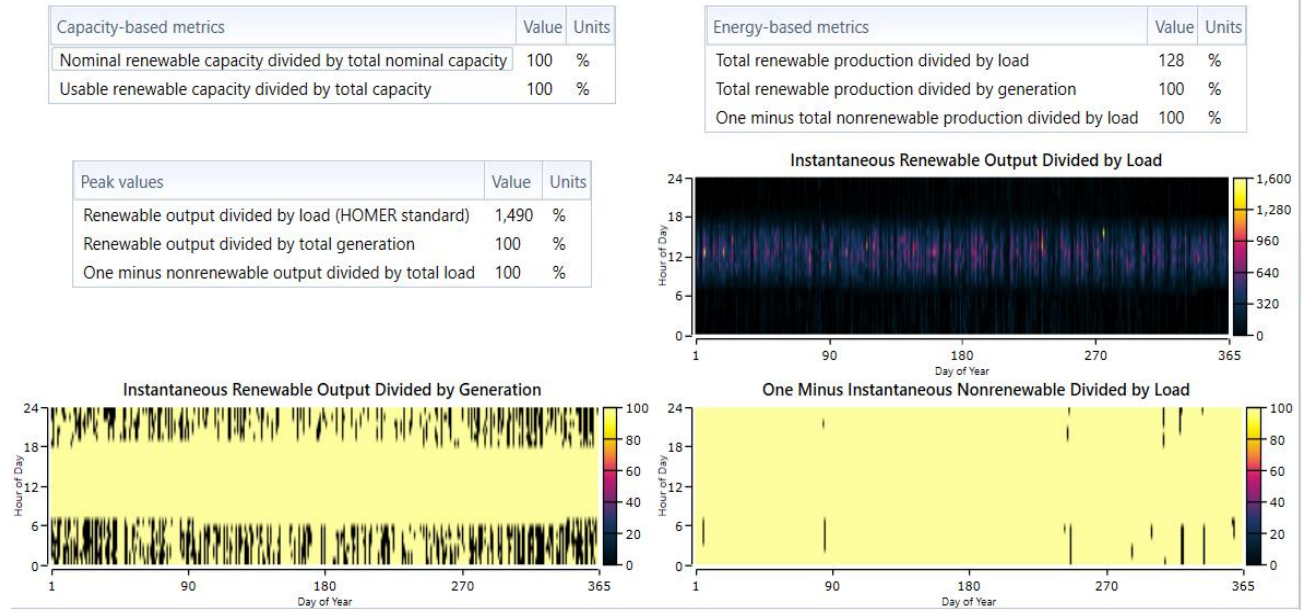 Capacity-based metrics Value Units
Nominal renewable capacity divided by total nominal capacity 100 %
Usable renewable capacity divided by total capacity 100 %
Energy-based metrics Value Units
Total renewable production divided by load 128 %
Total renewable production divided by generation 100 %
One minus total nonrenewable production divided by load 100 %
Peak values Value Units
Renewable output divided by load (HOMER standard) 1,490 %
Renewable output divided by total generation 100 %
One minus nonrenewable output divided by total load 100 %
Instantaneous Renewable Output Divided by Load
Hour of Day
24
18
12
6
0
1 90 180 270 365
Day of Year
1,600
1,280
960
640
320
0
Instantaneous Renewable Output Divided by Generation
Hour of Day
24
18
12
6
0
1 90 180 270 365
Day of Year
100
80
60
40
20
0
One Minus Instantaneous Nonrenewable Divided by Load
Hour of Day
24
18
12
6
0
1 90 180 270 365
Day of Year
100
80
60
40
20
0